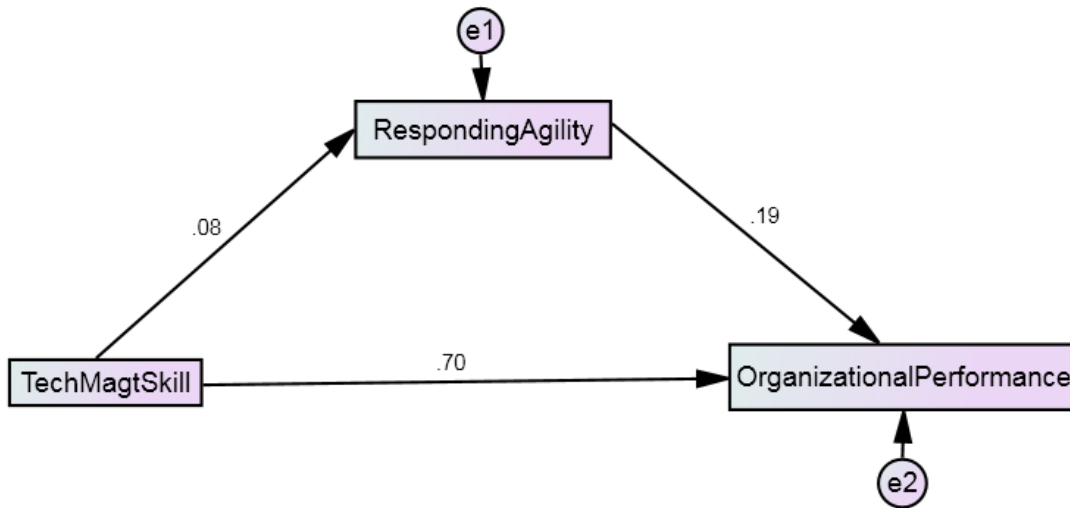 e1
RespondingAgility
.08
.19
.70
TechMagtSkill
OrganizationalPerformance
e2